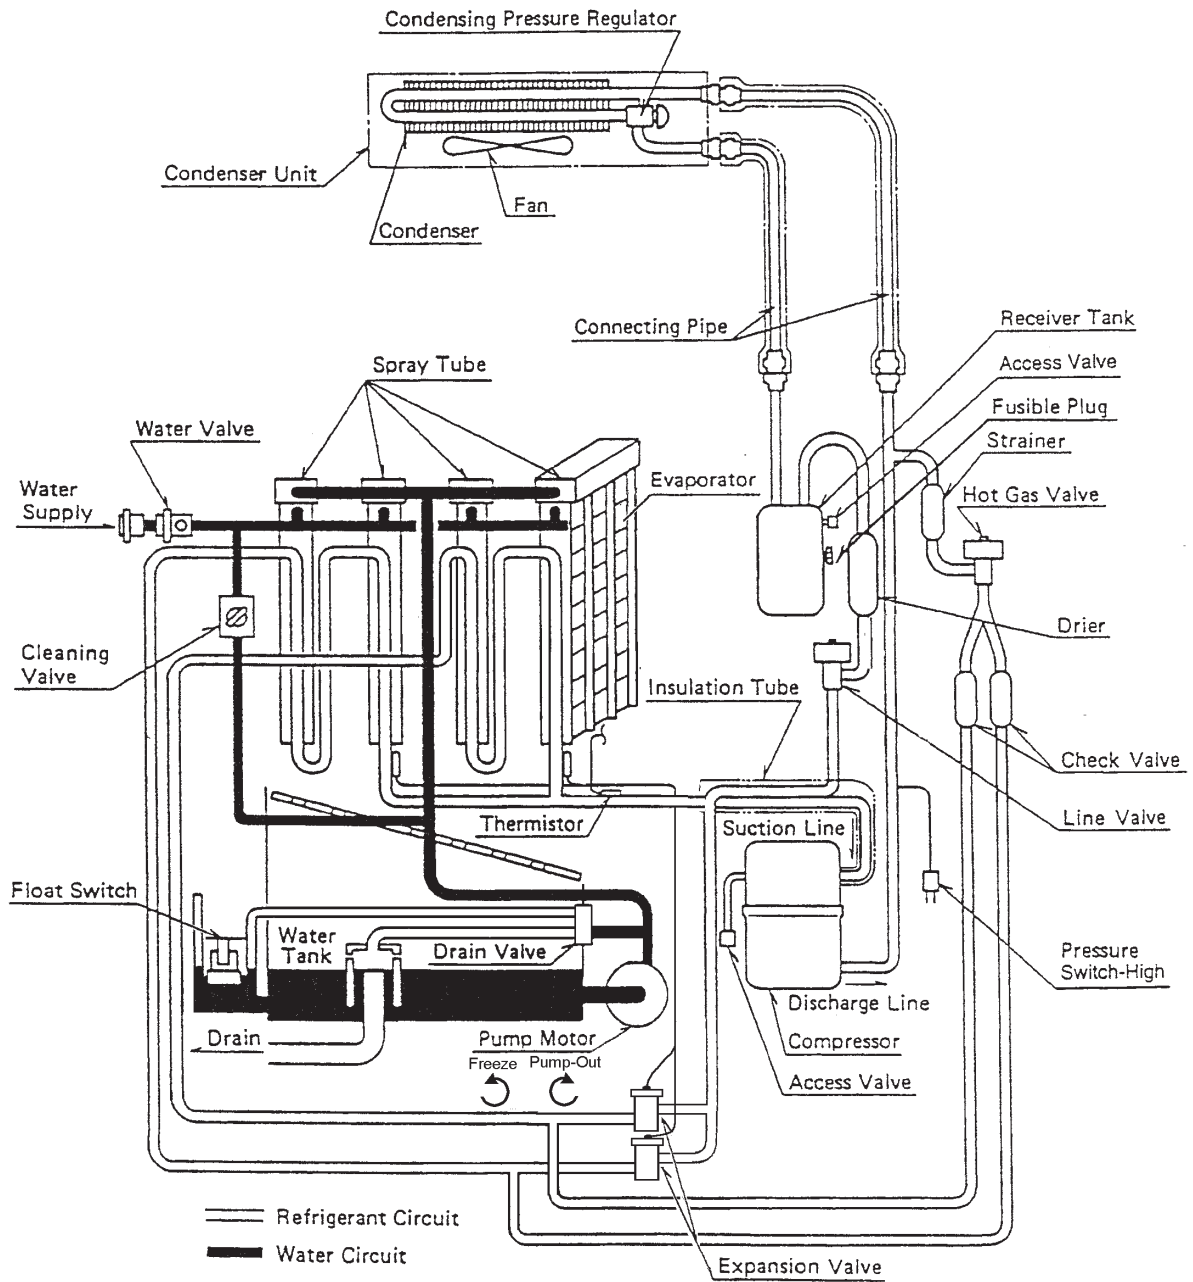 Condensing Pressure Regulator
Condenser Unit
Fan
Condenser
Connecting Pipe
Receiver Tank
Access Valve
Fusible Plug
Strainer
Hot Gas Valve
Spray Tube
Water Valve
Evaporator
Water
Supply
Drier
Cleaning
Valve
Insulation Tube
Check Valve
Thermistor
Suction Line
Line Valve
Float Switch
Water
Tank
Drain Valve
Pressure
Switch-High
Discharge Line
Drain
Pump Motor
Compressor
Freeze
Pump-Out
Access Valve
Refrigerant Circuit
Water Circuit
Expansion Valve